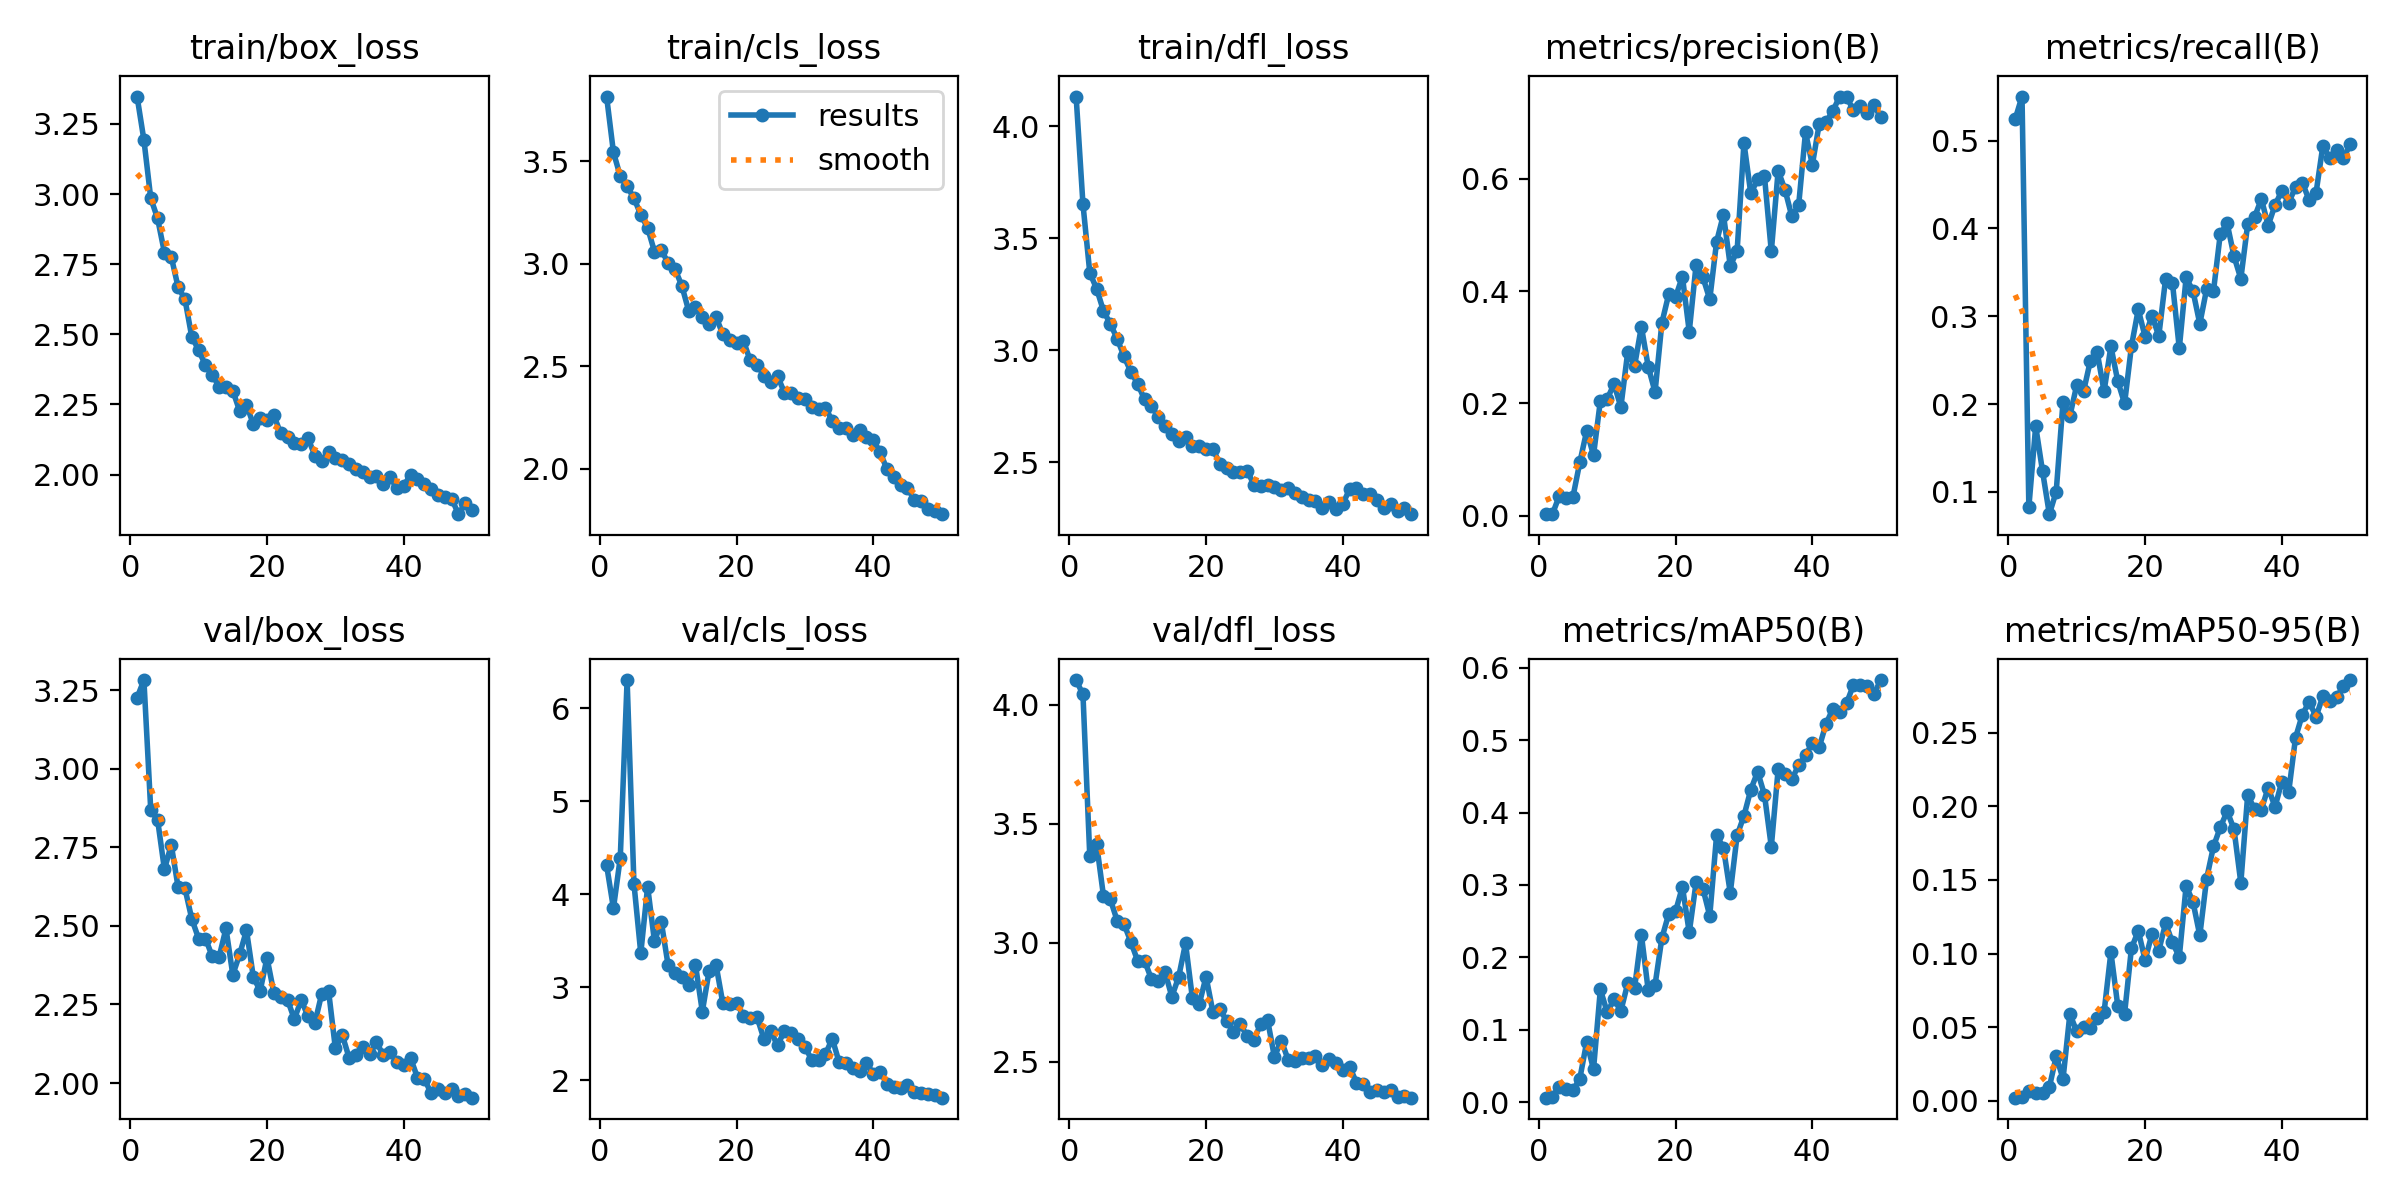 train/box_loss
train/cls_loss
train/dfl_loss
metrics/precision(B)
metrics/recall(B)
3.25
3.00
2.75
2.50
2.25
2.00
0 20 40
results
smooth
3.5
3.0
2.5
2.0
0 20 40
4.0
3.5
3.0
2.5
0 20 40
0.6
0.4
0.2
0.0
0 20 40
0.5
0.4
0.3
0.2
0.1
0 20 40
val/box_loss
val/cls_loss
val/dfl_loss
metrics/mAP50(B)
metrics/mAP50-95(B)
3.25
3.00
2.75
2.50
2.25
2.00
0 20 40
6
5
4
3
2
0 20 40
4.0
3.5
3.0
2.5
0 20 40
0.6
0.5
0.4
0.3
0.2
0.1
0.0
0 20 40
0.25
0.20
0.15
0.10
0.05
0.00
0 20 40